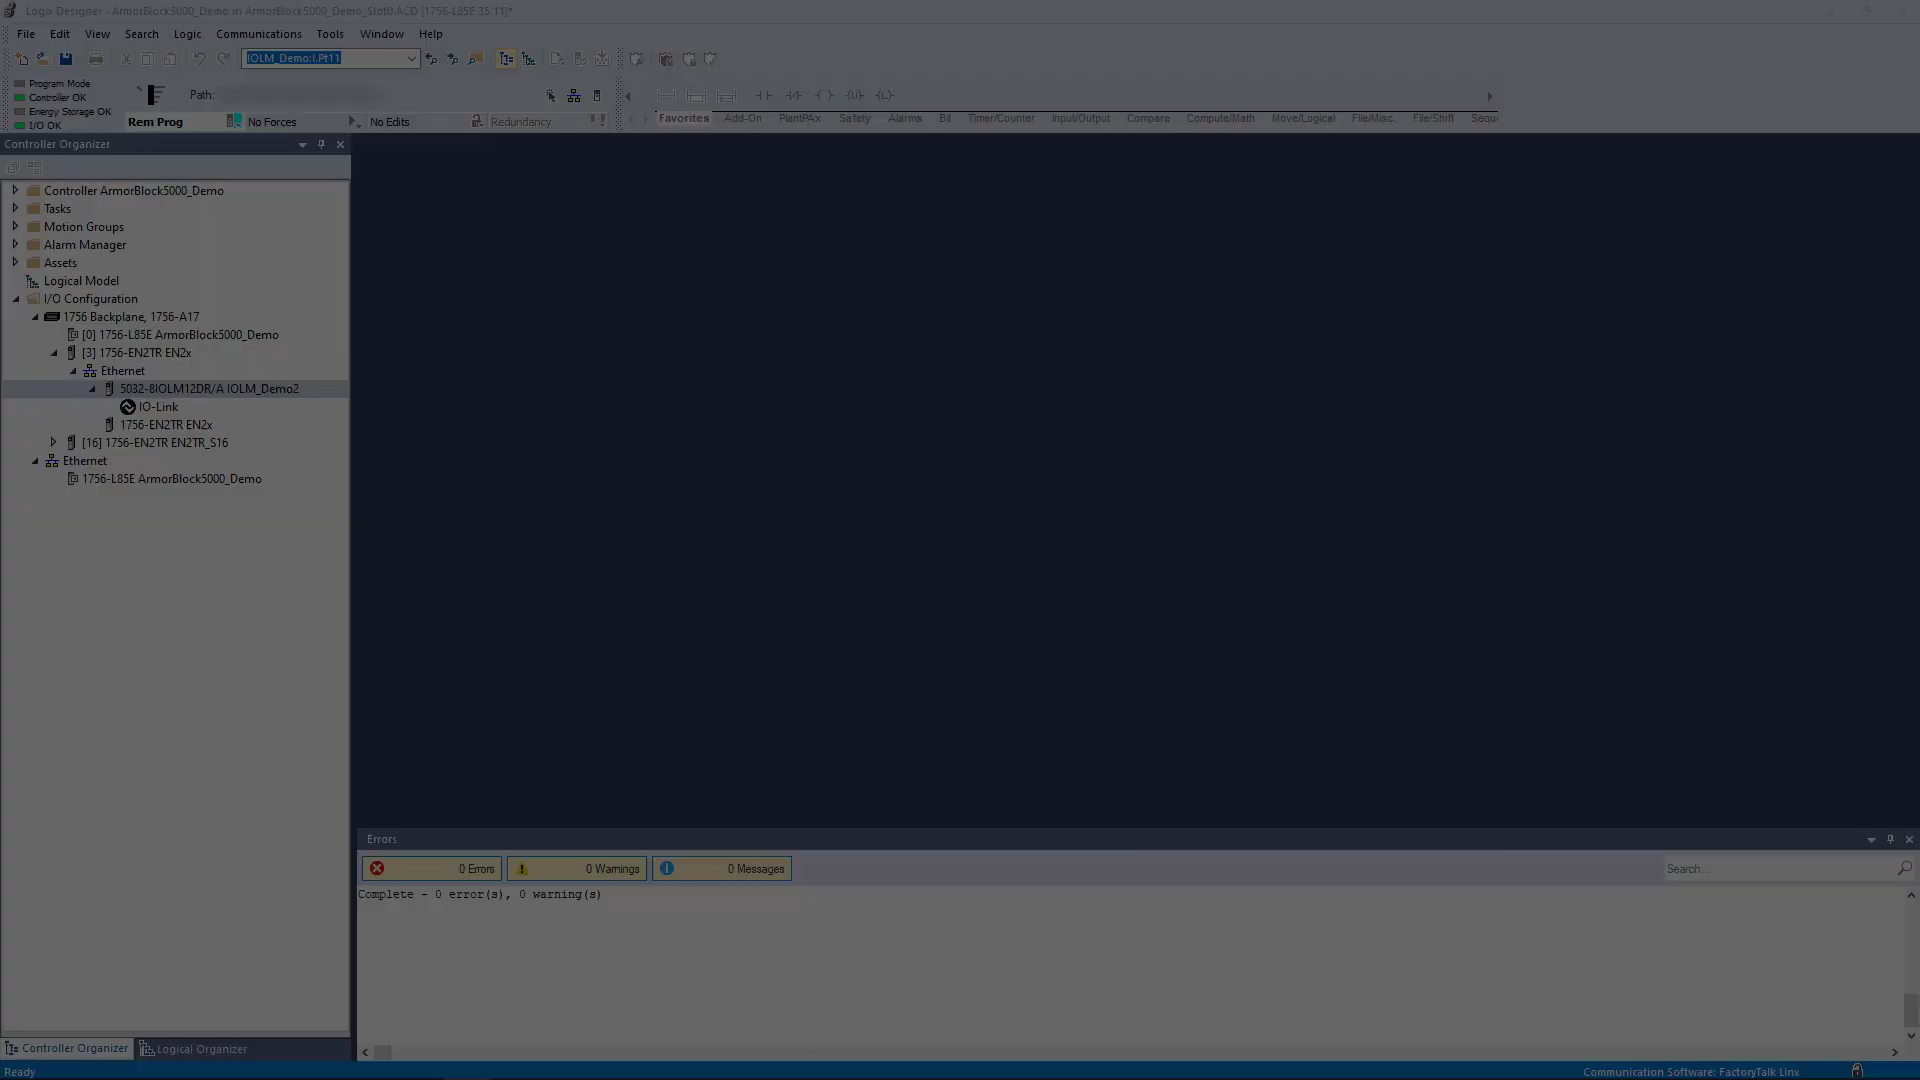 Logix Designer - ArmorBlock5000_Demo in ArmorBlock5000_Demo_Slot0.ACD [1756-L85E 35.11]*
File Edit View Search Logic Communications Tools Window Help
IOLM_Demo:I.Pt11
Program Mode
Controller OK
Energy Storage OK
I/O OK
Path:
Rem Prog
No Forces
No Edits
Redundancy
Favorites Add-On PlantPAx Safety Alarms Bit Timer/Counter Input/Output Compare Compute/Math Move/Logical File/Misc. File/Shift Sequ
Controller Organizer
Controller ArmorBlock5000_Demo
Tasks
Motion Groups
Alarm Manager
Assets
Logical Model
I/O Configuration
1756 Backplane, 1756-A17
[0] 1756-L85E ArmorBlock5000_Demo
[3] 1756-EN2TR EN2x
Ethernet
5032-8IOLM12DR/A IOLM_Demo2
IO-Link
1756-EN2TR EN2x
[16] 1756-EN2TR EN2TR_S16
Ethernet
1756-L85E ArmorBlock5000_Demo
Errors
0 Errors
0 Warnings
0 Messages
Search...
Complete - 0 error(s), 0 warning(s)
Controller Organizer
Logical Organizer
Ready
Communication Software: FactoryTalk Linx